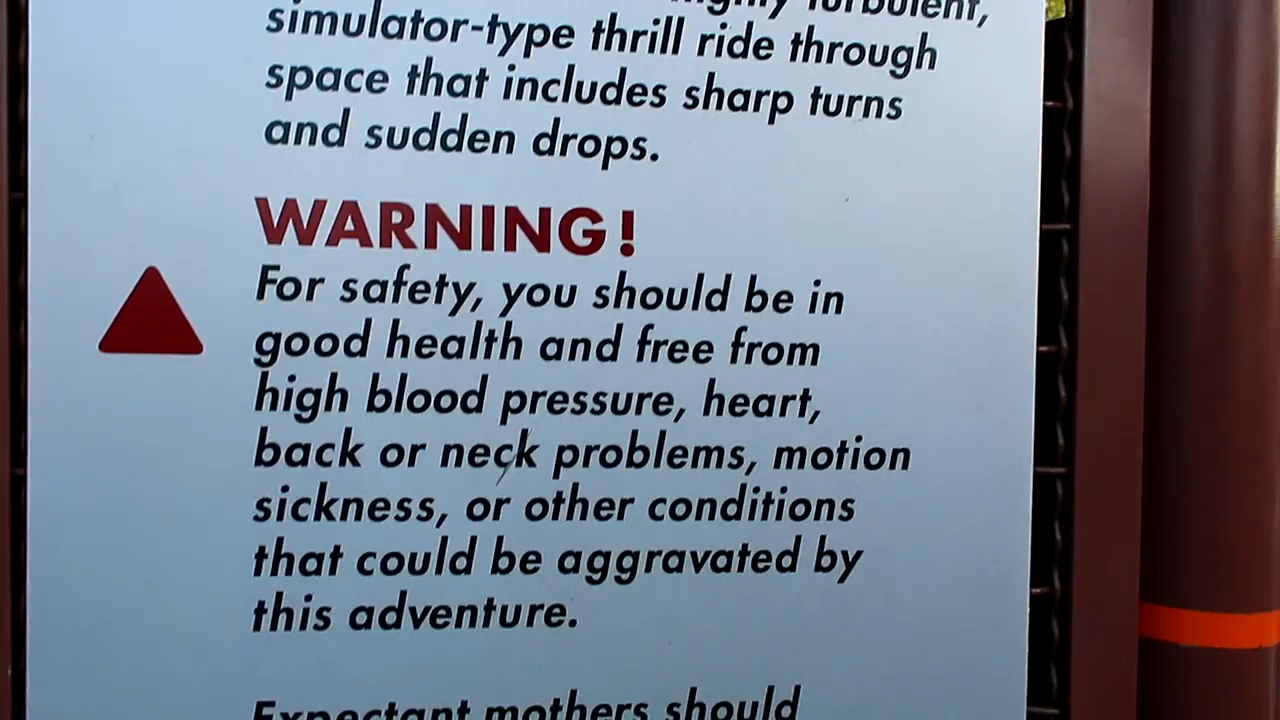 highly turbulent,
simulator-type thrill ride through
space that includes sharp turns
and sudden drops.
WARNING!
For safety, you should be in
good health and free from
high blood pressure, heart,
back or neck problems, motion
sickness, or other conditions
that could be aggravated by
this adventure.
Expectant mothers should